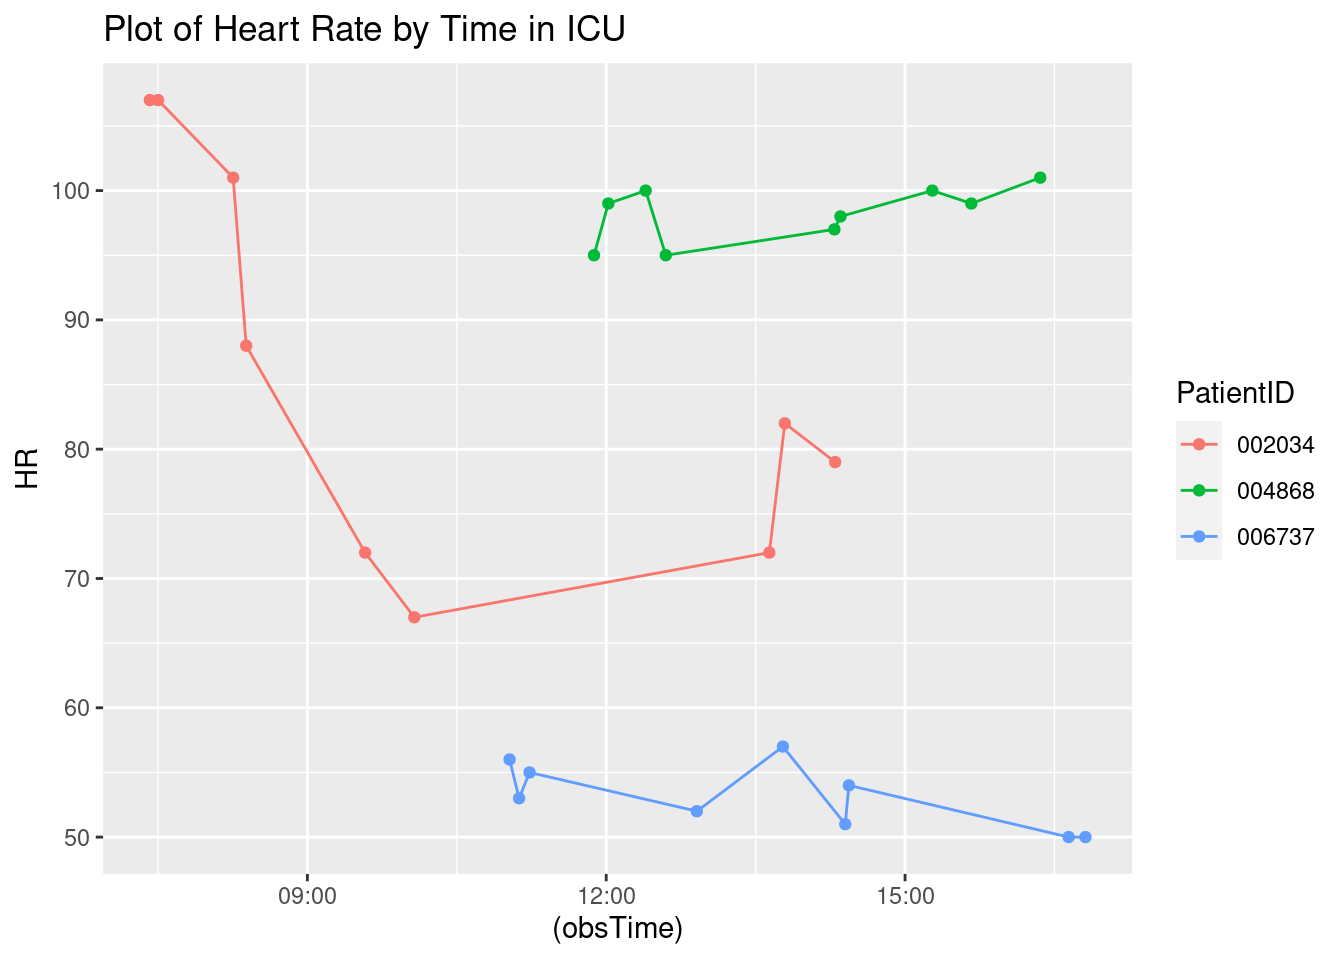 Plot of Heart Rate by Time in ICU
HR
100
90
80
70
60
50
09:00 12:00 15:00
(obsTime)
PatientID
002034
004868
006737